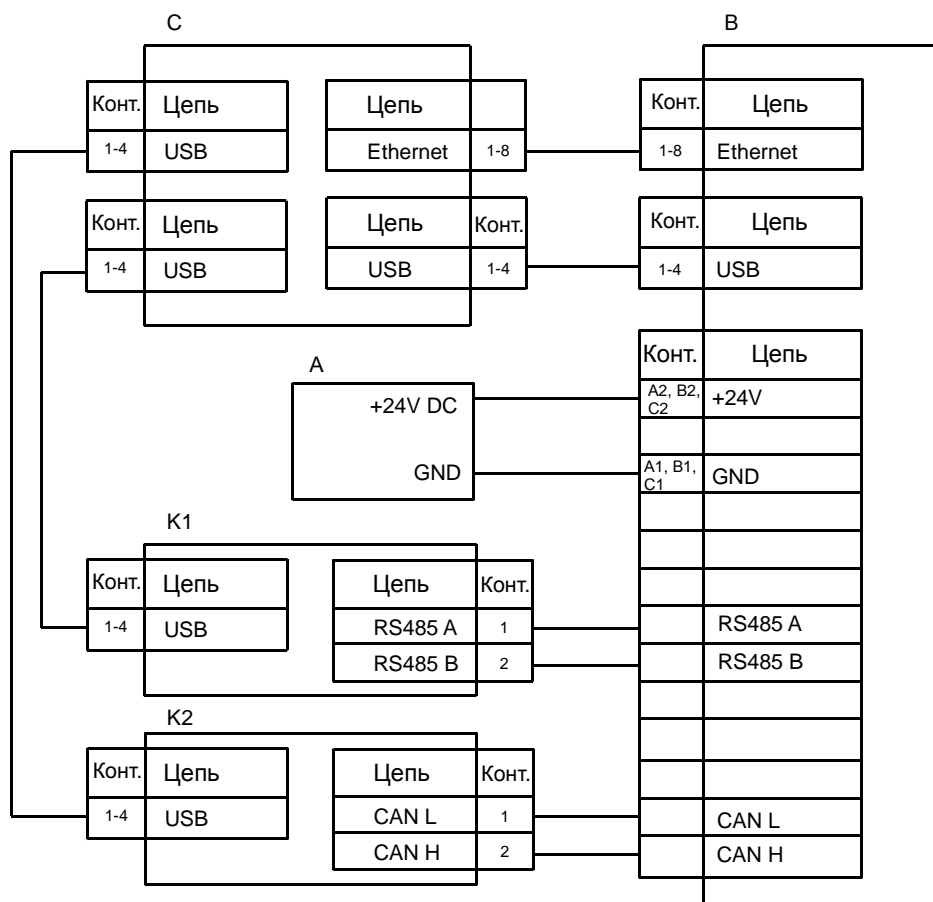 C
B
Конт. Цепь
1-4 USB
Цепь
Ethernet 1-8
Конт. Цепь
1-8 Ethernet
Конт. Цепь
1-4 USB
Цепь Конт.
USB 1-4
Конт. Цепь
1-4 USB
A
+24V DC
GND
Конт. Цепь
A2, B2,
C2 +24V
A1, B1,
C1 GND
RS485 A
RS485 B
CAN L
CAN H
K1
Конт. Цепь
1-4 USB
Цепь Конт.
RS485 A 1
RS485 B 2
K2
Конт. Цепь
1-4 USB
Цепь Конт.
CAN L 1
CAN H 2